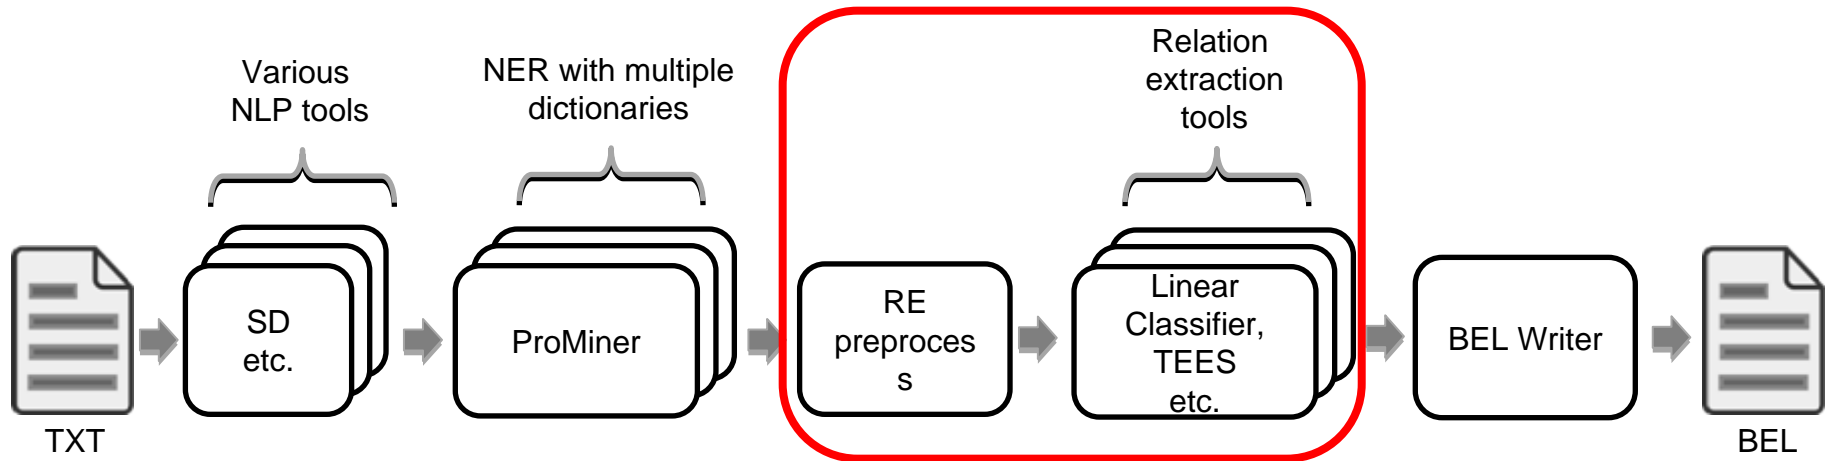 Various
NLP tools
NER with multiple
dictionaries
Relation
extraction
tools
SD
etc.
ProMiner
RE
preproces
s
Linear
Classifier,
TEES
etc.
BEL Writer
TXT
BEL